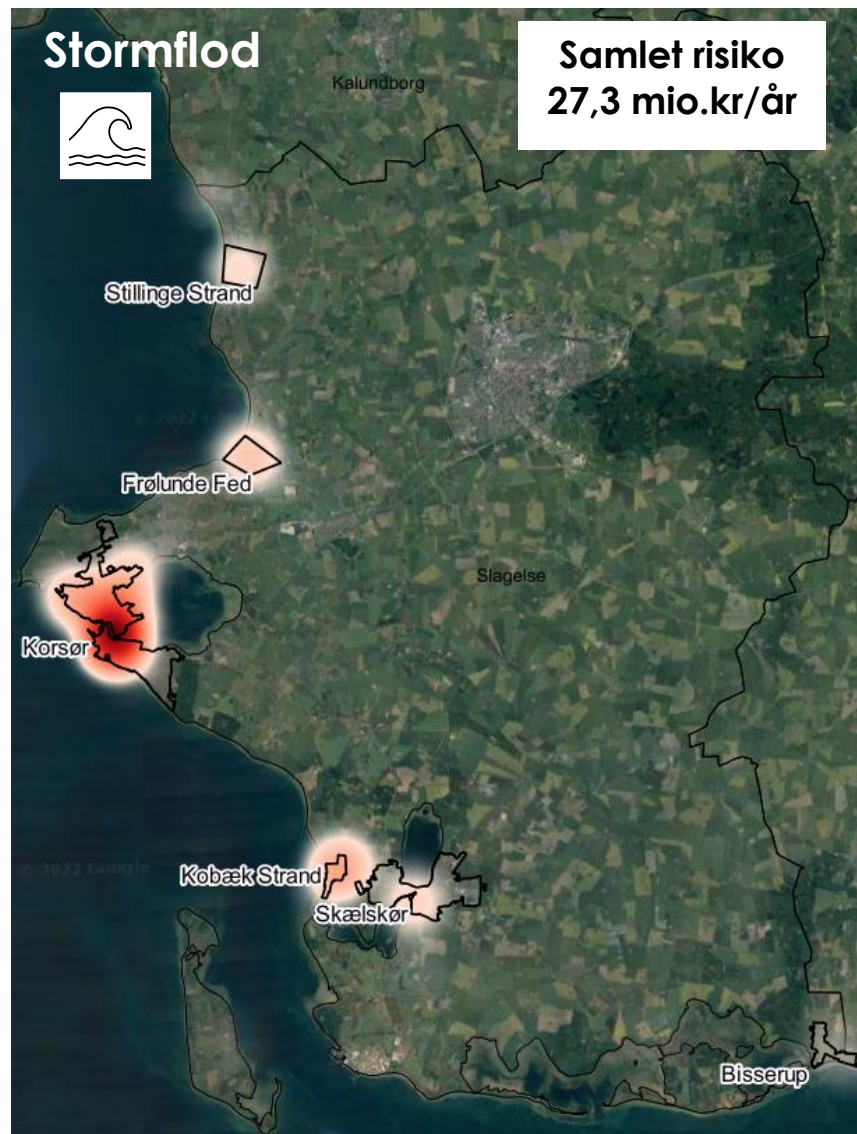 Stormflod
Samlet risiko
27,3 mio.kr/år
Kalundborg
Stillinge Strand
Frølunde Fed
Slagelse
Korsør
© 2022 Google
Kobæk Strand
Skælskør
Bisserup